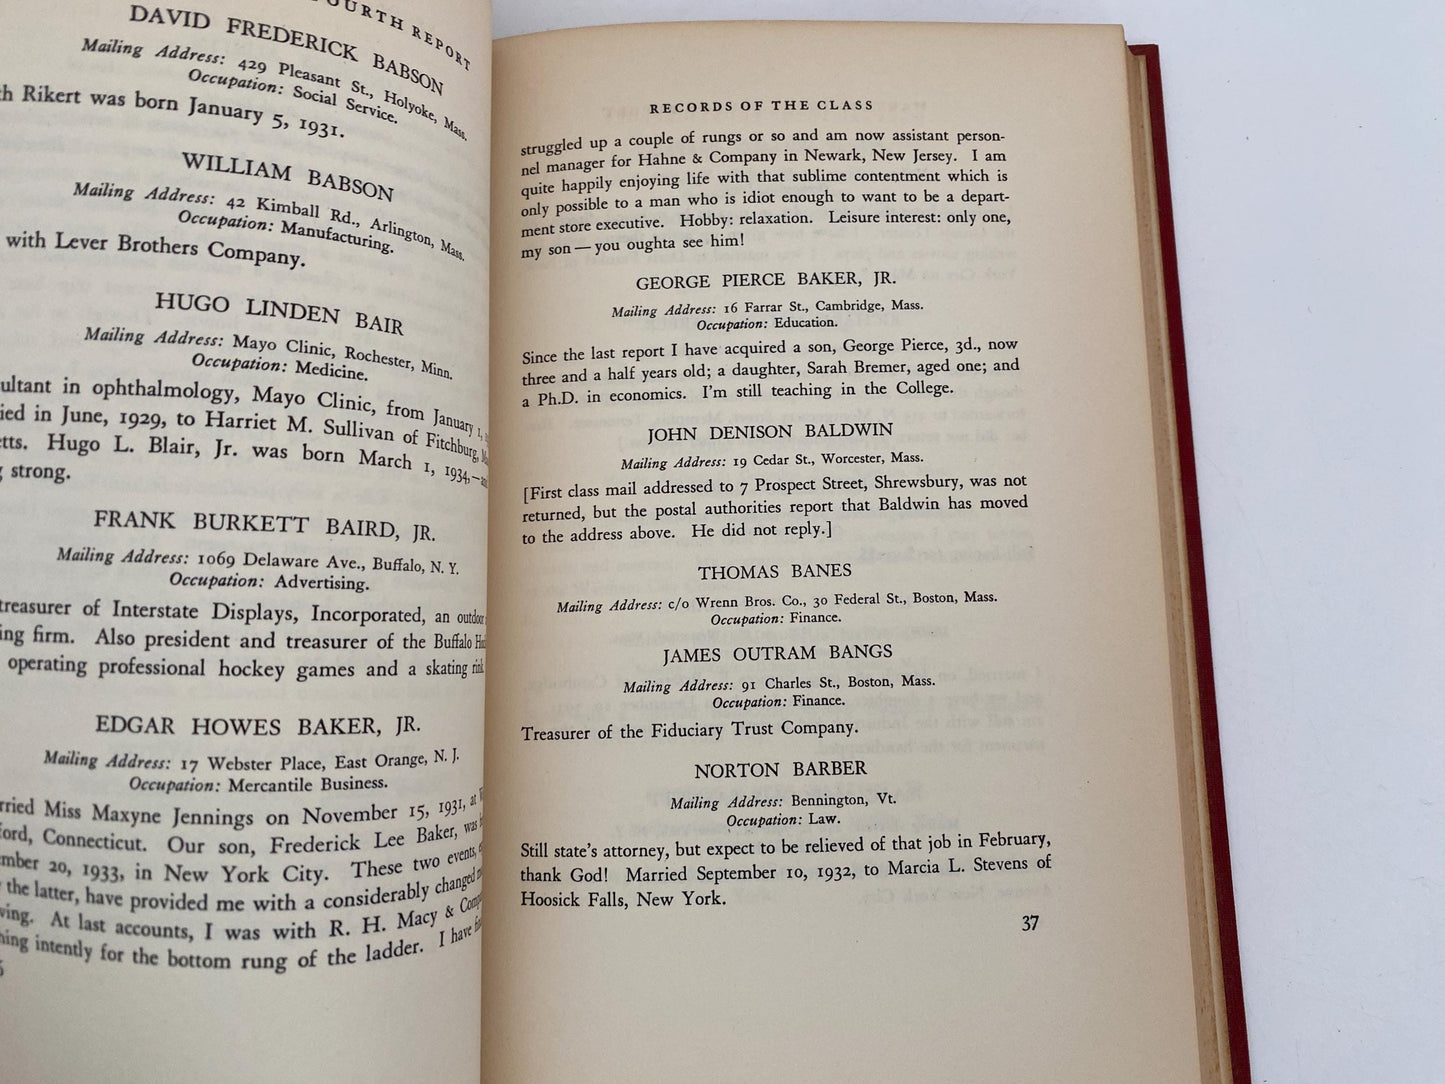 FOURTH REPORT
DAVID FREDERICK BABSON
Mailing Address: 429 Pleasant St., Holyoke, Mass.
Occupation: Social Service.
th Rikert was born January 5, 1931.
WILLIAM BABSON
Mailing Address: 42 Kimball Rd., Arlington, Mass.
Occupation: Manufacturing.
with Lever Brothers Company.
HUGO LINDEN BAIR
Mailing Address: Mayo Clinic, Rochester, Minn.
Occupation: Medicine.
ultant in ophthalmology, Mayo Clinic, from January 1,
ied in June, 1929, to Harriet M. Sullivan of Fitchburg,
etts. Hugo L. Blair, Jr. was born March 1, 1934,—
g strong.
FRANK BURKETT BAIRD, JR.
Mailing Address: 1069 Delaware Ave., Buffalo, N. Y.
Occupation: Advertising.
treasurer of Interstate Displays, Incorporated, an outdoor
ing firm. Also president and treasurer of the Buffalo
operating professional hockey games and a skating rink.
EDGAR HOWES BAKER, JR.
Mailing Address: 17 Webster Place, East Orange, N. J.
Occupation: Mercantile Business.
rried Miss Maxyne Jennings on November 15, 1931, at
ford, Connecticut. Our son, Frederick Lee Baker, was
ember 20, 1933, in New York City. These two events,
the latter, have provided me with a considerably changed
ving. At last accounts, I was with R. H. Macy &
hing intently for the bottom rung of the ladder. I have
6
RECORDS OF THE CLASS
struggled up a couple of rungs or so and am now assistant person-
nel manager for Hahne & Company in Newark, New Jersey. I am
quite happily enjoying life with that sublime contentment which is
only possible to a man who is idiot enough to want to be a depart-
ment store executive. Hobby: relaxation. Leisure interest: only one,
my son—you oughta see him!
GEORGE PIERCE BAKER, JR.
Mailing Address: 16 Farrar St., Cambridge, Mass.
Occupation: Education.
Since the last report I have acquired a son, George Pierce, 3d., now
three and a half years old; a daughter, Sarah Bremer, aged one; and
a Ph.D. in economics. I'm still teaching in the College.
JOHN DENISON BALDWIN
Mailing Address: 19 Cedar St., Worcester, Mass.
[First class mail addressed to 7 Prospect Street, Shrewsbury, was not
returned, but the postal authorities report that Baldwin has moved
to the address above. He did not reply.]
THOMAS BANES
Mailing Address: c/o Wrenn Bros. Co., 30 Federal St., Boston, Mass.
Occupation: Finance.
JAMES OUTRAM BANGS
Mailing Address: 91 Charles St., Boston, Mass.
Occupation: Finance.
Treasurer of the Fiduciary Trust Company.
NORTON BARBER
Mailing Address: Bennington, Vt.
Occupation: Law.
Still state's attorney, but expect to be relieved of that job in February,
thank God! Married September 10, 1932, to Marcia L. Stevens of
Hoosick Falls, New York.
37